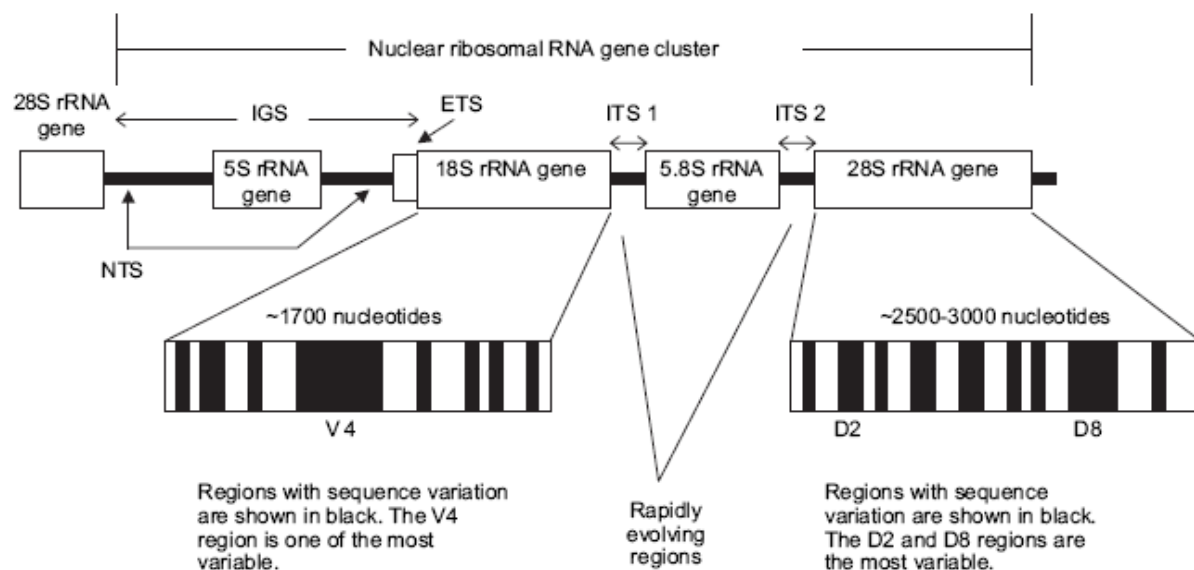 Nuclear ribosomal RNA gene cluster
28S rRNA
gene
IGS
ETS
ITS 1
ITS 2
5S rRNA
gene
18S rRNA gene
5.8S rRNA
gene
28S rRNA gene
NTS
~1700 nucleotides
~2500-3000 nucleotides
V4
D2
D8
Regions with sequence variation
are shown in black. The V4
region is one of the most
variable.
Rapidly
evolving
regions
Regions with sequence
variation are shown in black.
The D2 and D8 regions are
the most variable.